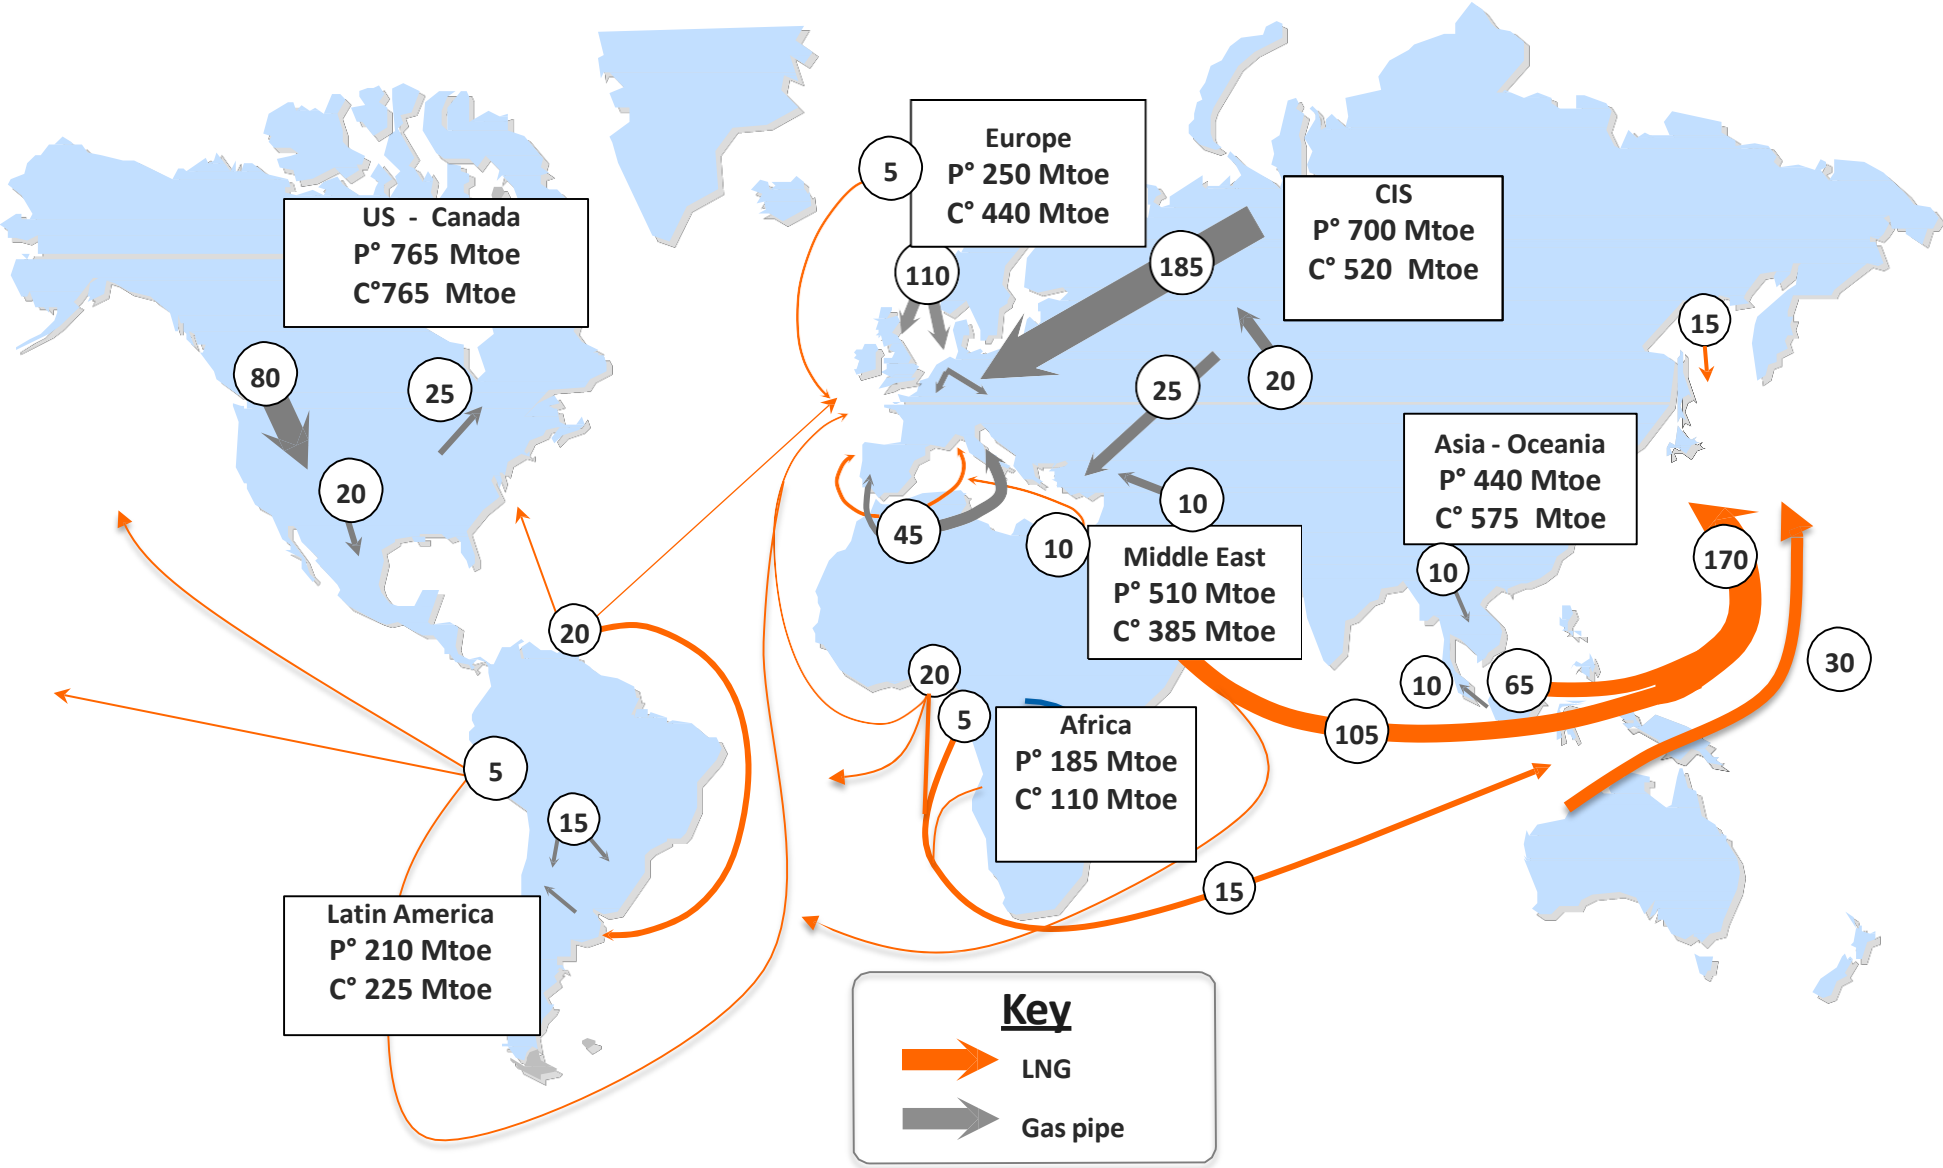 5
Europe
P° 250 Mtoe
C° 440 Mtoe
CIS
P° 700 Mtoe
C° 520 Mtoe
US - Canada
P° 765 Mtoe
C°765 Mtoe
110
185
15
80
25
25
20
Asia - Oceania
P° 440 Mtoe
C° 575 Mtoe
20
10
45
10
Middle East
P° 510 Mtoe
C° 385 Mtoe
10
170
20
20
10
65
30
5
Africa
P° 185 Mtoe
C° 110 Mtoe
105
5
15
15
Latin America
P° 210 Mtoe
C° 225 Mtoe
Key
LNG
Gas pipe